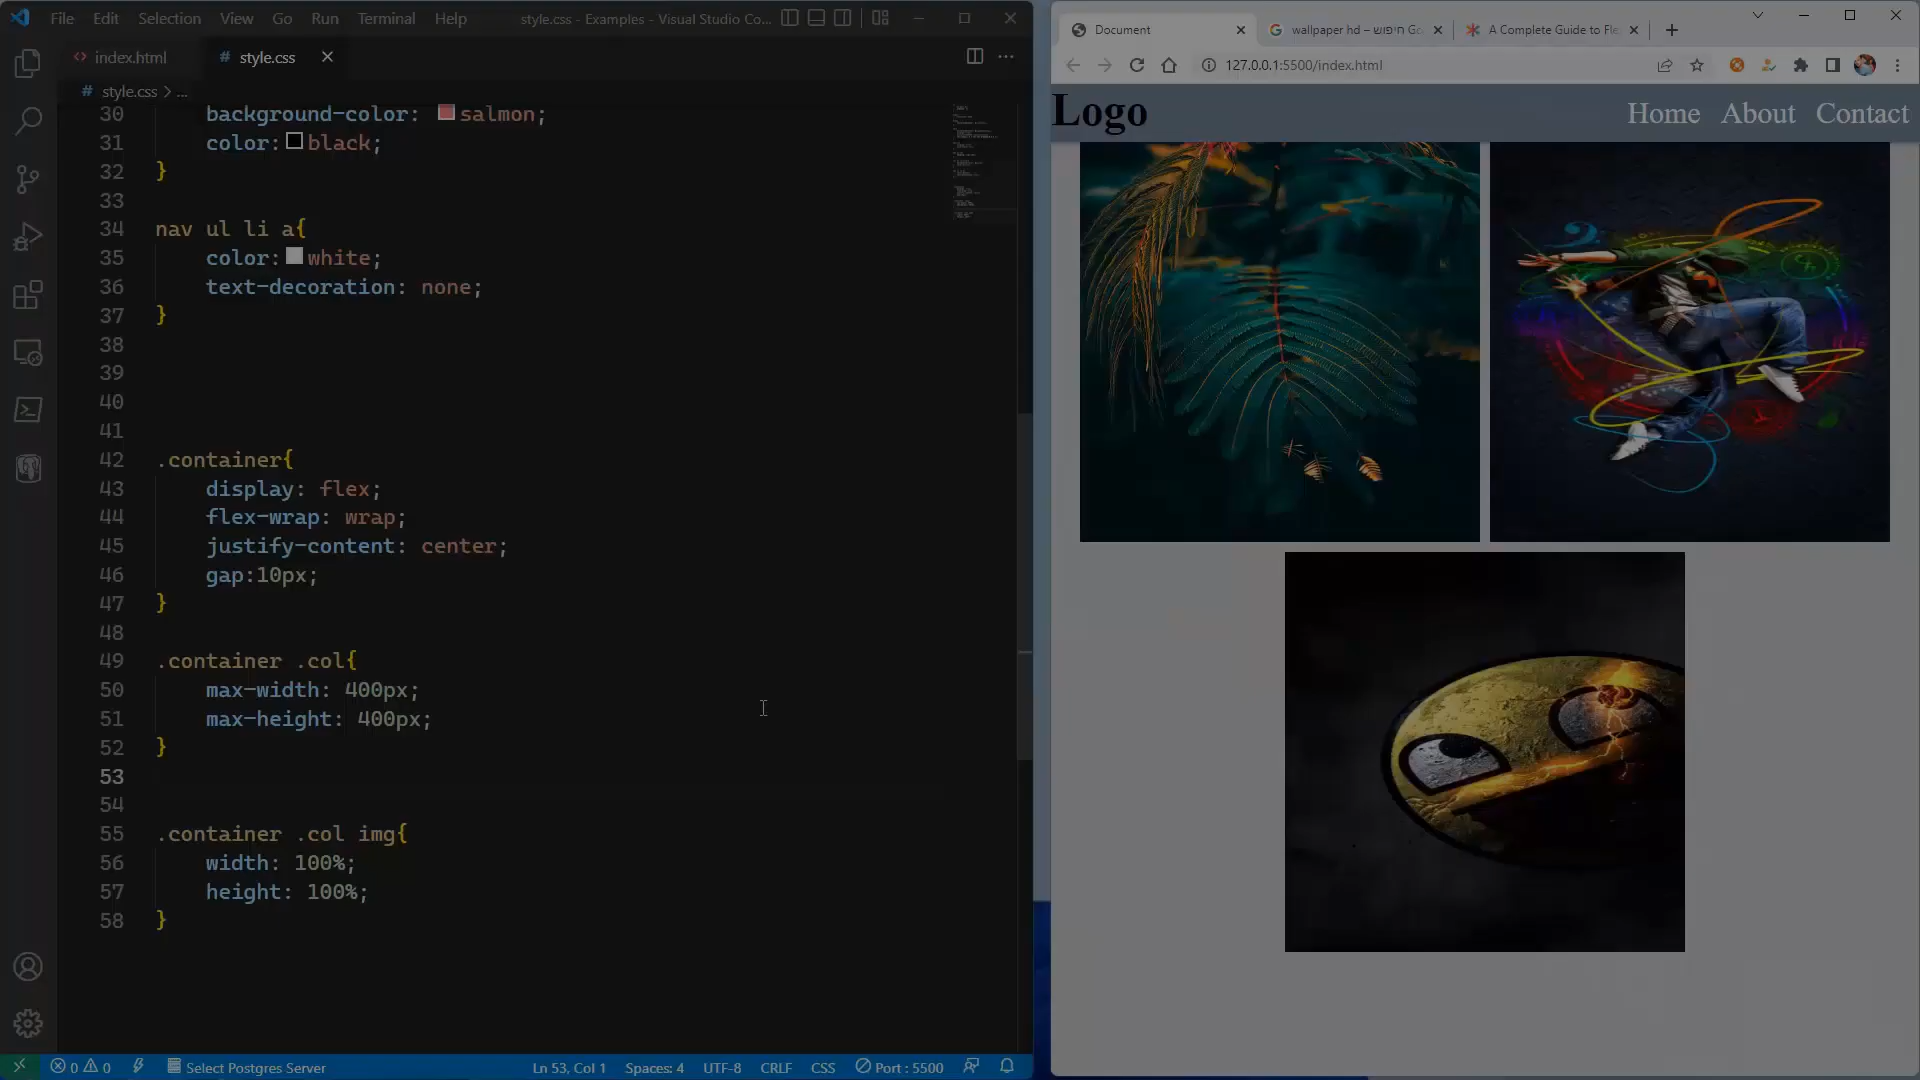 File Edit Selection View Go Run Terminal Help
style.css - Examples - Visual Studio Co...
index.html
# style.css
# style.css > ...
30 background-color: salmon;
31 color: black;
32 }
33
34 nav ul li a{
35 color: white;
36 text-decoration: none;
37 }
38
39
40
41
42 .container{
43 display: flex;
44 flex-wrap: wrap;
45 justify-content: center;
46 gap:10px;
47 }
48
49 .container .col{
50 max-width: 400px;
51 max-height: 400px;
52 }
53
54
55 .container .col img{
56 width: 100%;
57 height: 100%;
58 }
0 0 Select Postgres Server Ln 53, Col 1 Spaces: 4 UTF-8 CRLF CSS Port : 5500
Document
wallpaper hd – חיפוש Go
A Complete Guide to Fle
127.0.0.1:5500/index.html
Logo
Home About Contact